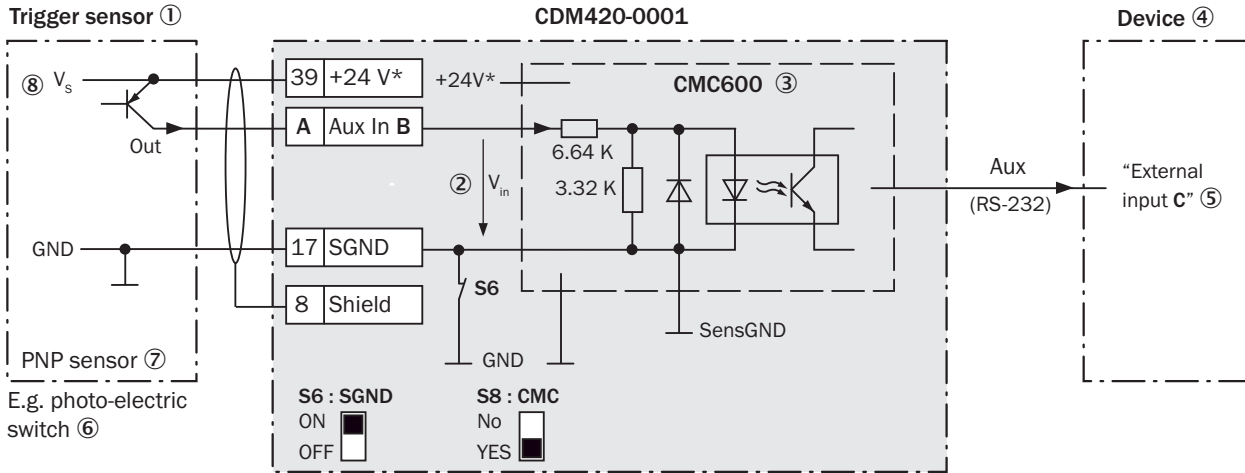 Trigger sensor ①
CDM420-0001
Device ④
⑧ Vs
39 +24 V*
+24V*
CMC600 ③
A Aux In B
Out
6.64 K
② Vin
3.32 K
Aux
(RS-232)
"External
input C" ⑤
GND
17 SGND
S6
8 Shield
SensGND
GND
PNP sensor ⑦
E.g. photo-electric
switch ⑥
S6 : SGND
ON
OFF
S8 : CMC
No
YES